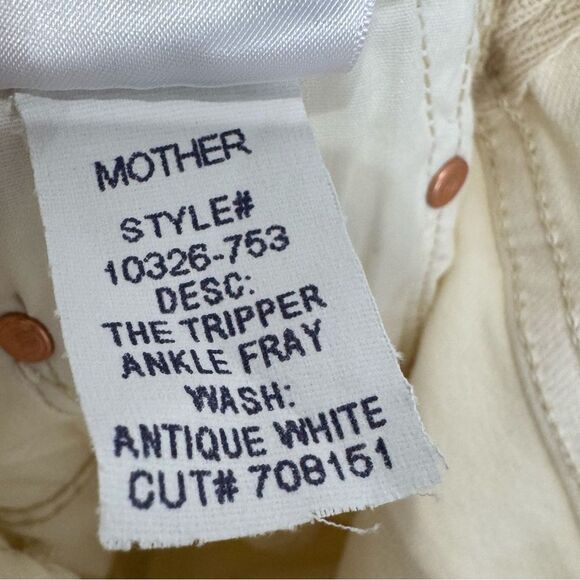 MOTHER
STYLE#
10326-753
DESC:
THE TRIPPER
ANKLE FRAY
WASH:
ANTIQUE WHITE
CUT# 708151